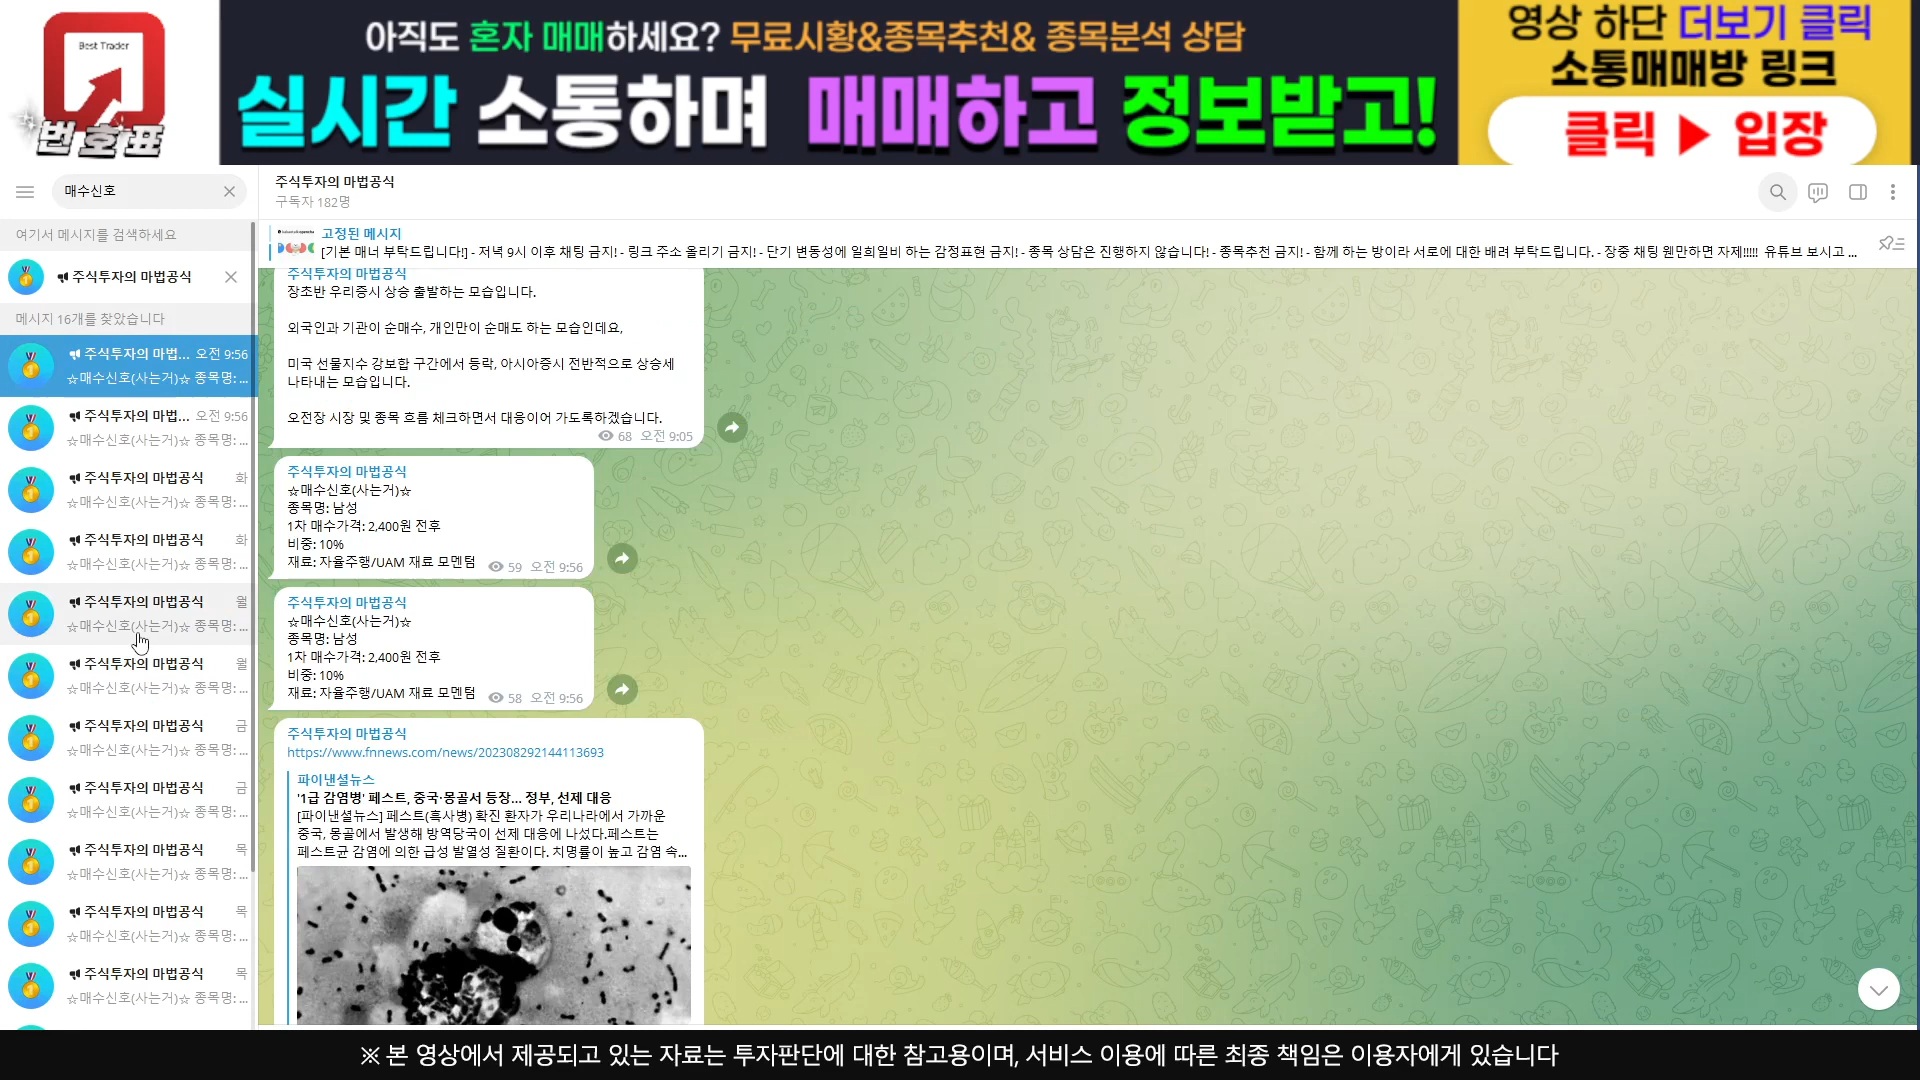 Best Trader
번호표
아직도 혼자 매매하세요? 무료시황&종목추천& 종목분석 상담
실시간 소통하며 매매하고 정보받고!
영상 하단 더보기 클릭
소통매매방 링크
클릭 ▶ 입장
매수신호
여기서 메시지를 검색하세요
주식투자의 마법공식
메시지 16개를 찾았습니다
주식투자의 마법... 오전 9:56
☆매수신호(사는거)☆ 종목명: ...
주식투자의 마법... 오전 9:56
☆매수신호(사는거)☆ 종목명: ...
주식투자의 마법공식 화
☆매수신호(사는거)☆ 종목명: ...
주식투자의 마법공식 화
☆매수신호(사는거)☆ 종목명: ...
주식투자의 마법공식 월
☆매수신호(사는거)☆ 종목명: ...
주식투자의 마법공식 월
☆매수신호(사는거)☆ 종목명: ...
주식투자의 마법공식 금
☆매수신호(사는거)☆ 종목명: ...
주식투자의 마법공식 금
☆매수신호(사는거)☆ 종목명: ...
주식투자의 마법공식 목
☆매수신호(사는거)☆ 종목명: ...
주식투자의 마법공식 목
☆매수신호(사는거)☆ 종목명: ...
주식투자의 마법공식 목
☆매수신호(사는거)☆ 종목명: ...
주식투자의 마법공식
구독자 182명
고정된 메시지
[기본 매너 부탁드립니다!] - 저녁 9시 이후 채팅 금지! - 링크 주소 올리기 금지! - 단기 변동성에 일희일비 하는 감정표현 금지! - 종목 상담은 진행하지 않습니다! - 종목추천 금지! - 함께 하는 방이라 서로에 대한 배려 부탁드립니다. - 장중 채팅 웬만하면 자제!!!!! 유튜브 보시고 ...
주식투자의 마법공식
장초반 우리증시 상승 출발하는 모습입니다.
외국인과 기관이 순매수, 개인만이 순매도 하는 모습인데요,
미국 선물지수 강보합 구간에서 등락, 아시아증시 전반적으로 상승세
나타내는 모습입니다.
오전장 시장 및 종목 흐름 체크하면서 대응이어 가도록하겠습니다.
68 오전 9:05
주식투자의 마법공식
☆매수신호(사는거)☆
종목명: 남성
1차 매수가격: 2,400원 전후
비중: 10%
재료: 자율주행/UAM 재료 모멘텀 59 오전 9:56
주식투자의 마법공식
☆매수신호(사는거)☆
종목명: 남성
1차 매수가격: 2,400원 전후
비중: 10%
재료: 자율주행/UAM 재료 모멘텀 58 오전 9:56
주식투자의 마법공식
https://www.fnnews.com/news/202308292144113693
파이낸셜뉴스
'1급 감염병' 페스트, 중국·몽골서 등장... 정부, 선제 대응
[파이낸셜뉴스] 페스트(흑사병) 확진 환자가 우리나라에서 가까운
중국, 몽골에서 발생해 방역당국이 선제 대응에 나섰다.페스트는
페스트균 감염에 의한 급성 발열성 질환이다. 치명률이 높고 감염 속...
※ 본 영상에서 제공되고 있는 자료는 투자판단에 대한 참고용이며, 서비스 이용에 따른 최종 책임은 이용자에게 있습니다